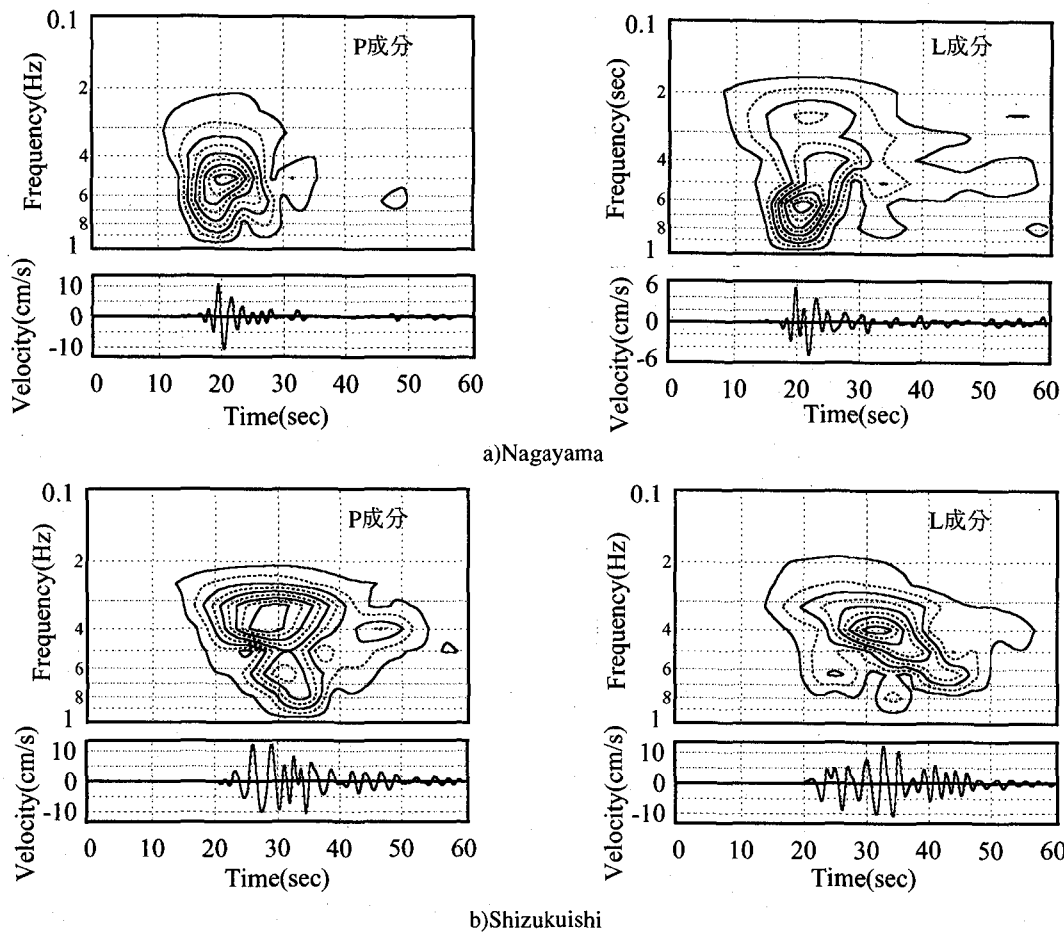 0.1
Frequency(Hz)
2
4
6
8
1
P成分
Velocity(cm/s)
10
0
-10
0 10 20 30 40 50 60
Time(sec)
0.1
Frequency(sec)
2
4
6
8
1
L成分
Velocity(cm/s)
6
0
-6
0 10 20 30 40 50 60
Time(sec)
a)Nagayama
0.1
Frequency(Hz)
2
4
6
8
1
P成分
Velocity(cm/s)
10
0
-10
0 10 20 30 40 50 60
Time(sec)
0.1
Frequency(Hz)
2
4
6
8
1
L成分
Velocity(cm/s)
10
0
-10
0 10 20 30 40 50 60
Time(sec)
b)Shizukuishi